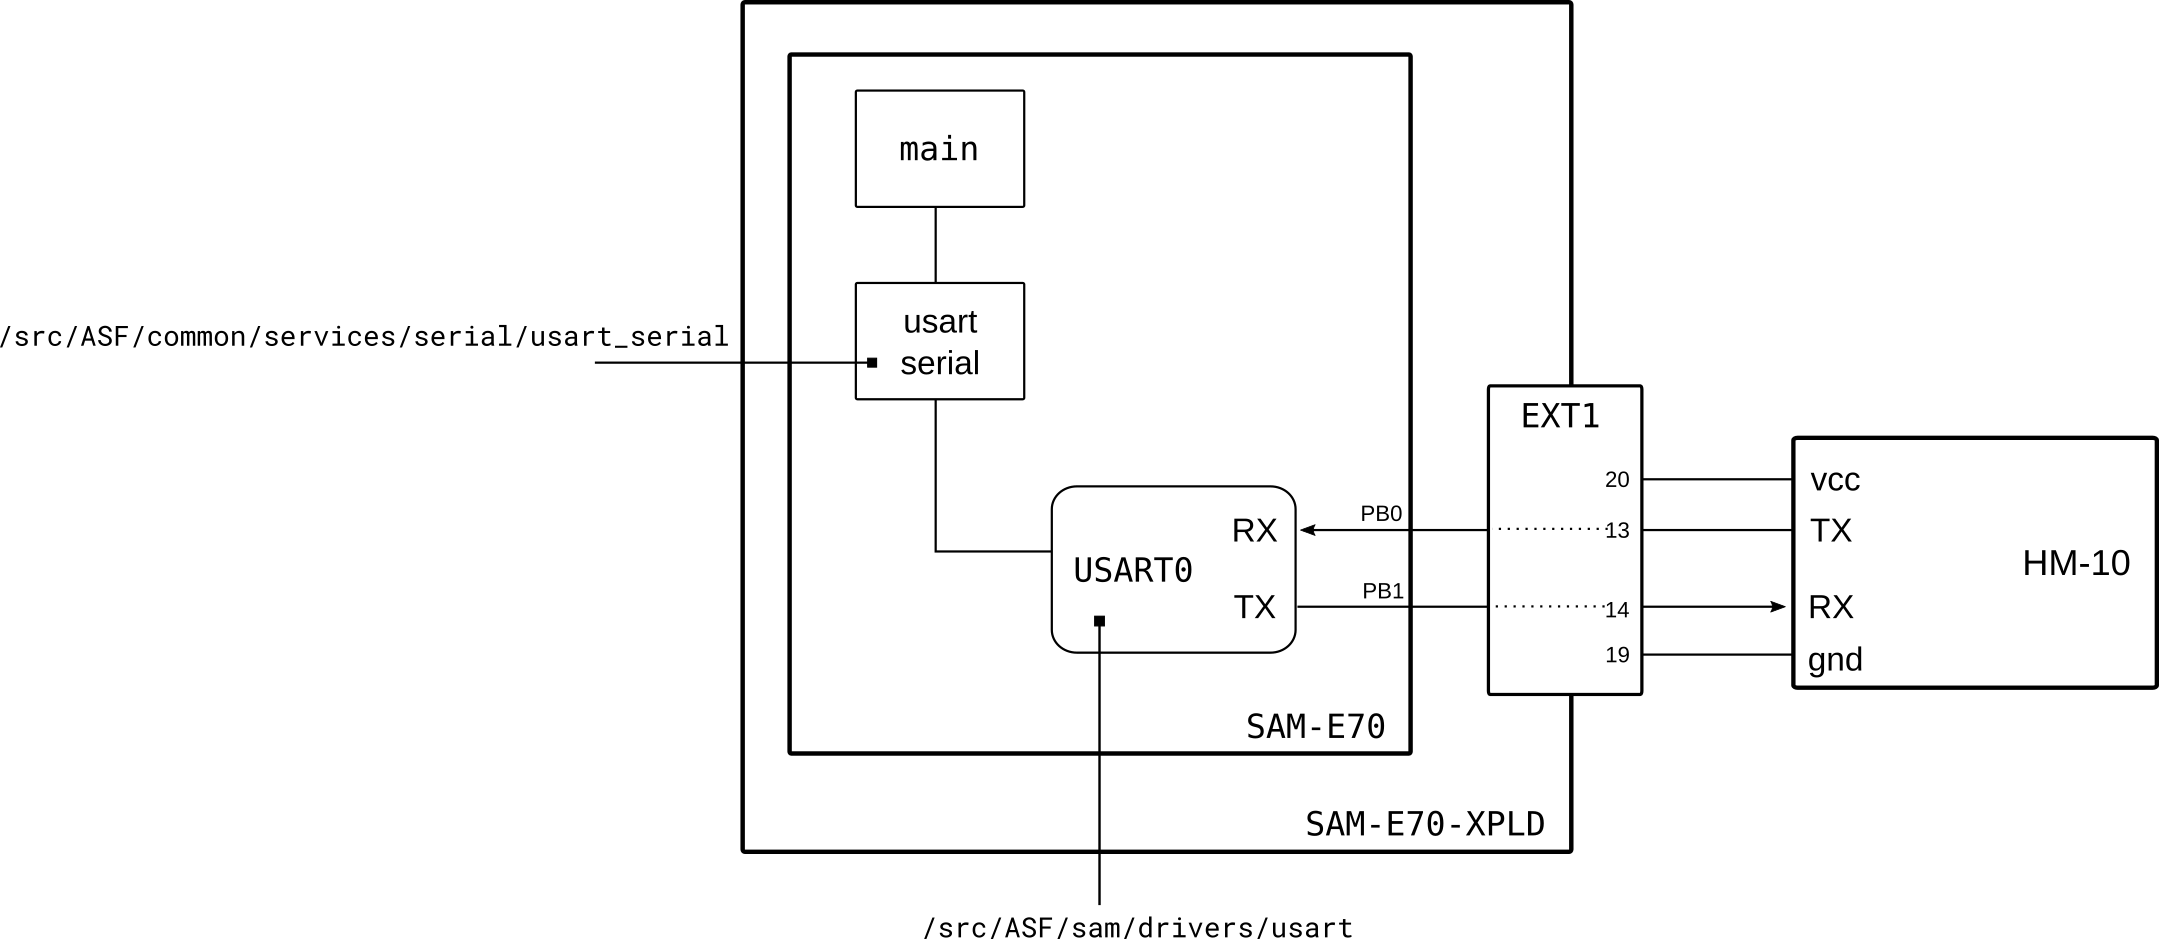 main
/src/ASF/common/services/serial/usart_serial
usart
serial
EXT1
20
vcc
PB0
RX
13
TX
USART0
HM-10
PB1
TX
14
RX
19
gnd
SAM-E70
SAM-E70-XPLD
/src/ASF/sam/drivers/usart